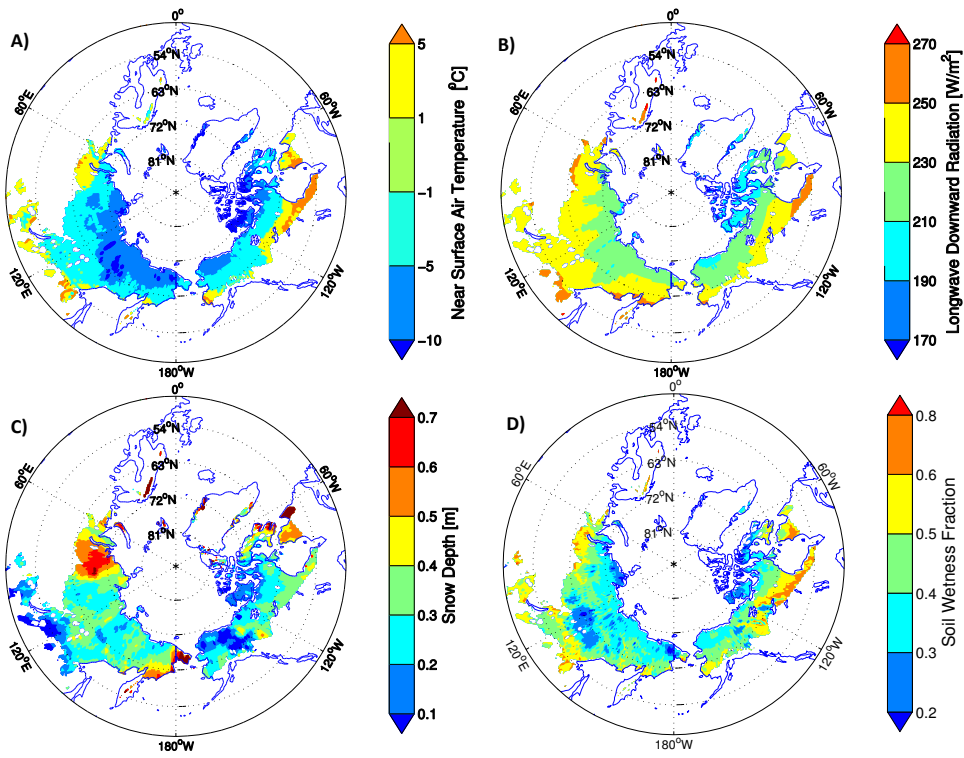 A)
0°
54°N
63°N
72°N
81°N
60°E
60°W
120°E
120°W
180°W
5
1
−1
−5
−10
Near Surface Air Temperature [⁰C]
B)
0°
54°N
63°N
72°N
81°N
60°E
60°W
120°E
120°W
180°W
270
250
230
210
190
170
Longwave Downward Radiation [W/m²]
C)
0°
54°N
63°N
72°N
81°N
60°E
60°W
120°E
120°W
180°W
0.7
0.6
0.5
0.4
0.3
0.2
0.1
Snow Depth [m]
D)
0°
54°N
63°N
72°N
81°N
60°E
60°W
120°E
120°W
180°W
0.8
0.6
0.5
0.4
0.3
0.2
Soil Wetness Fraction